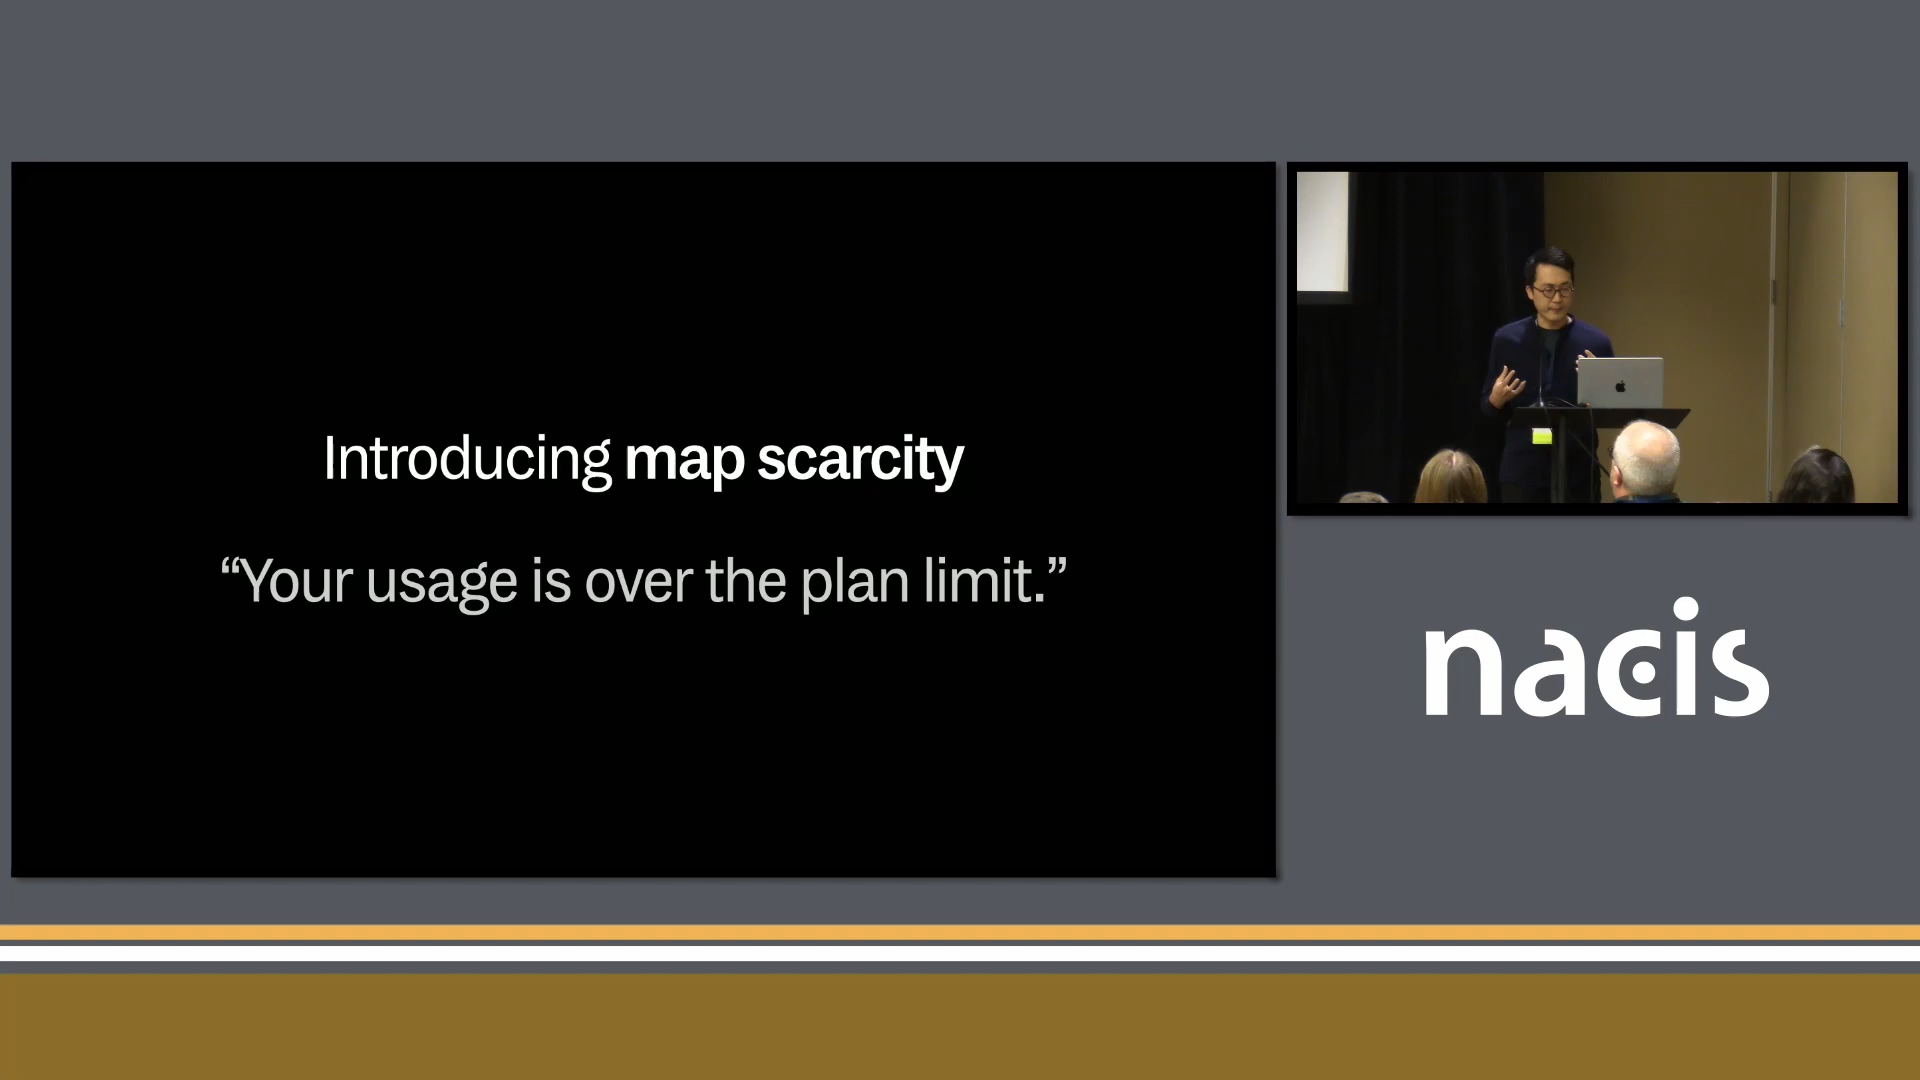 Introducing map scarcity
“Your usage is over the plan limit.”
nacis